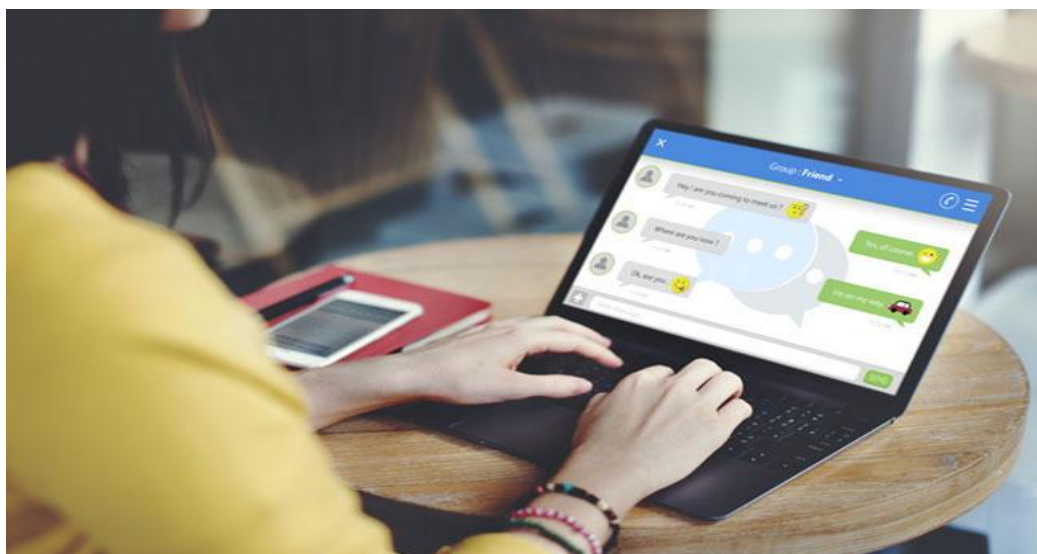 Group : Friend
Hey ! are you coming to meet us ?
Yes, of course.
Where are you now ?
I'm on my way.
Ok, see you.
SEND